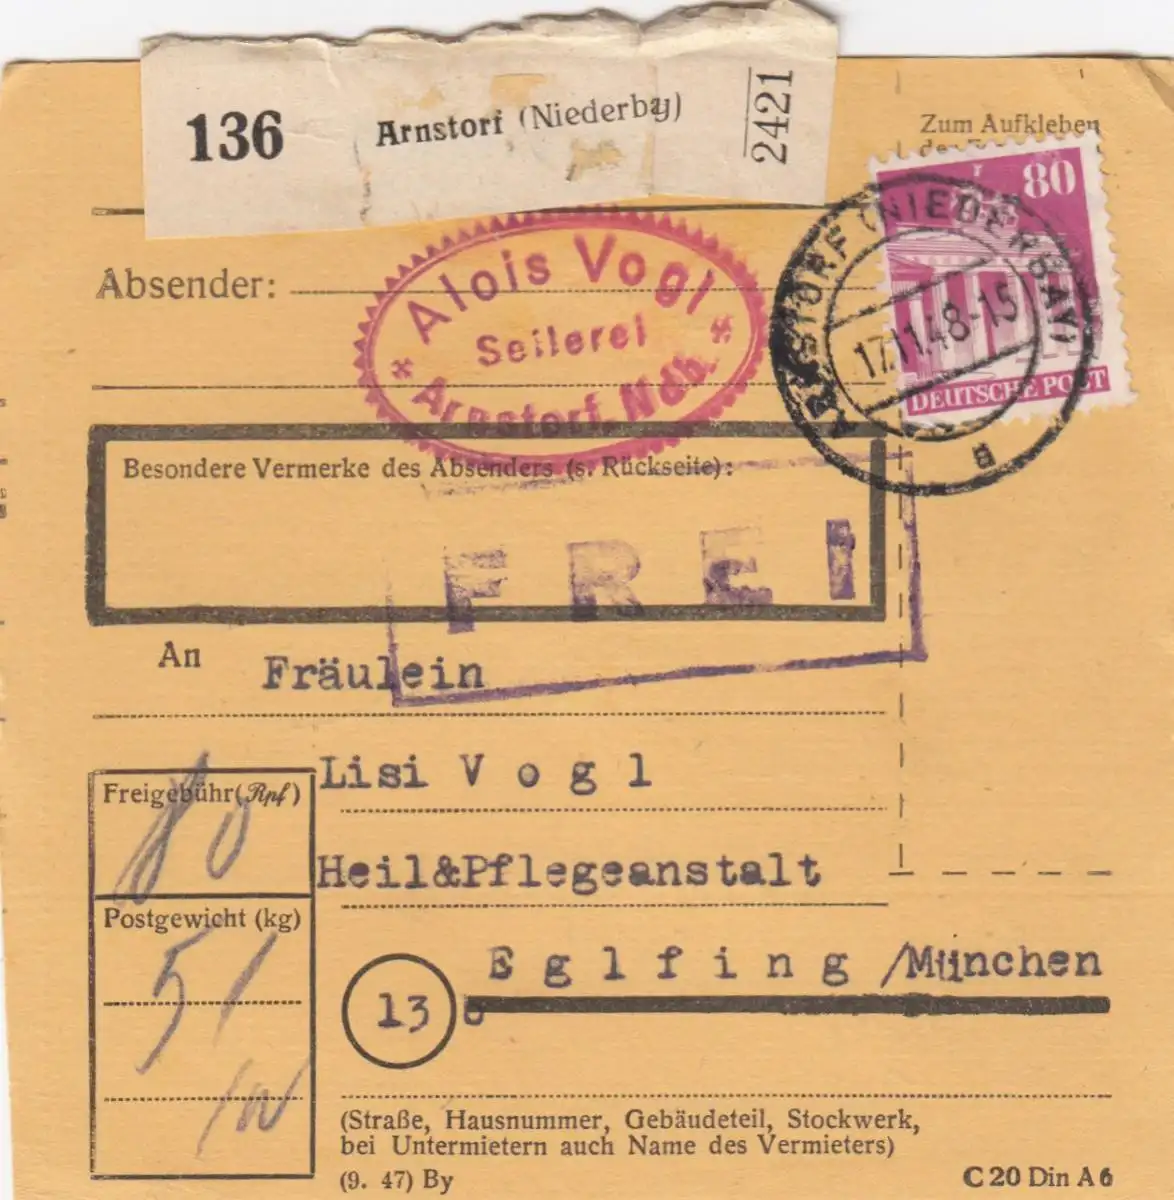 136 Arnstorf (Niederbay) 2421
Zum Aufkleben
80
DEUTSCHE POST
ARNSTORF (NIEDERBAY)
17.11.48-15
a
Absender:
Alois Vogl
Seilerei
Arnstorf, Ndb.
Besondere Vermerke des Absenders (s. Rückseite):
FREI
An Fräulein
Lisi Vogl
Freigebühr (Rpf)
80
Heil&Pflegeanstalt
Postgewicht (kg)
5
Eglfing /München
13 b
(Straße, Hausnummer, Gebäudeteil, Stockwerk,
bei Untermietern auch Name des Vermieters)
(9. 47) By
C 20 Din A 6